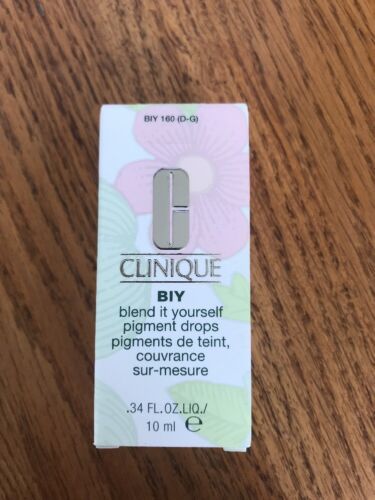 BIY 160 (D-G)
CLINIQUE
BIY
blend it yourself
pigment drops
pigments de teint,
couvrance
sur-mesure
.34 FL.OZ.LIQ./
10 ml ℮